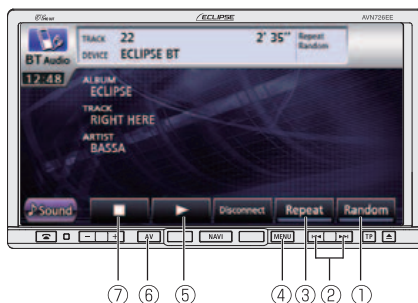 ECLIPSE
AVN726EE
TRACK 22 2' 35" Repeat
Random
DEVICE ECLIPSE BT
BT Audio
12:48
ALBUM
ECLIPSE
TRACK
RIGHT HERE
ARTIST
BASSA
Sound
Disconnect
Repeat
Random
− + AV NAVI MENU TP
⑦ ⑥ ⑤ ④ ③ ② ①